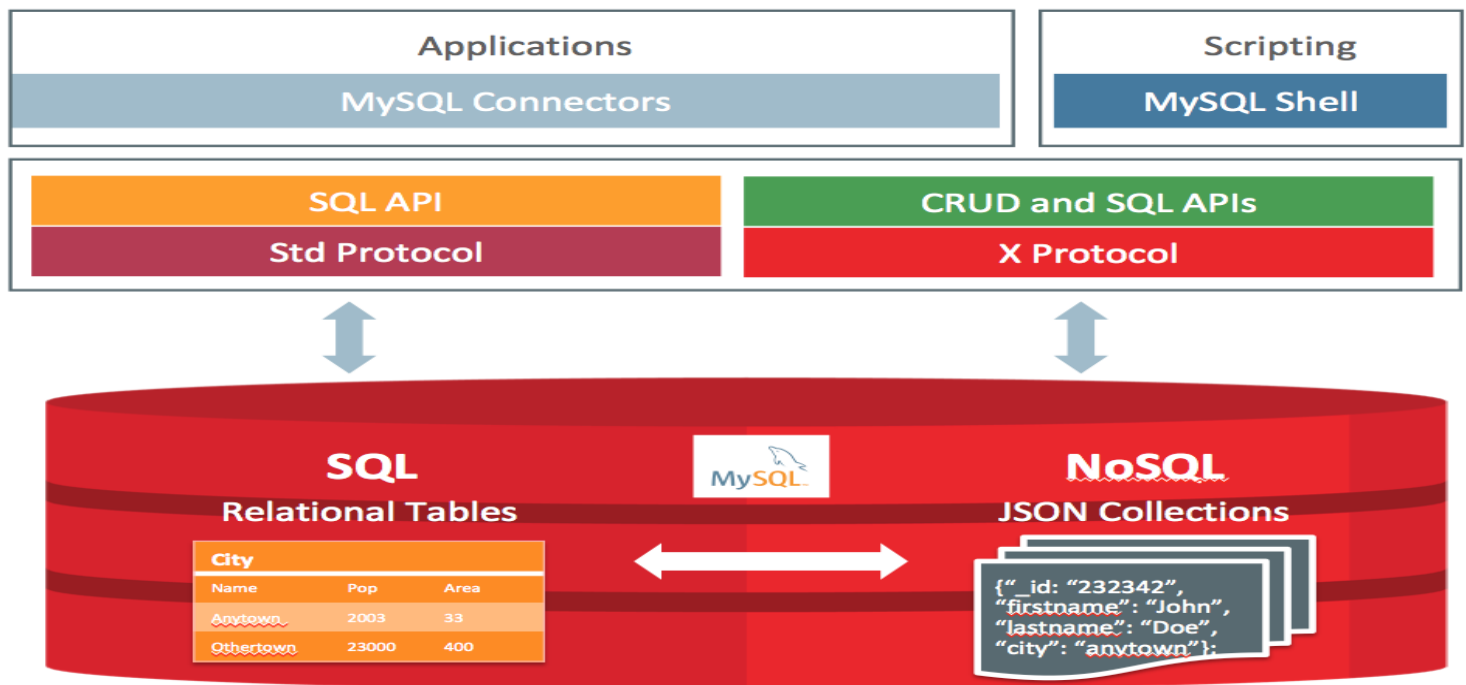 Applications
MySQL Connectors
Scripting
MySQL Shell
SQL API
Std Protocol
CRUD and SQL APIs
X Protocol
SQL
Relational Tables
City
Name Pop Area
Anytown 2003 33
Othertown 23000 400
MySQL™
NoSQL
JSON Collections
{“_id: “232342”,
“firstname”: “John”,
“lastname”: “Doe”,
“city”: “anytown”};